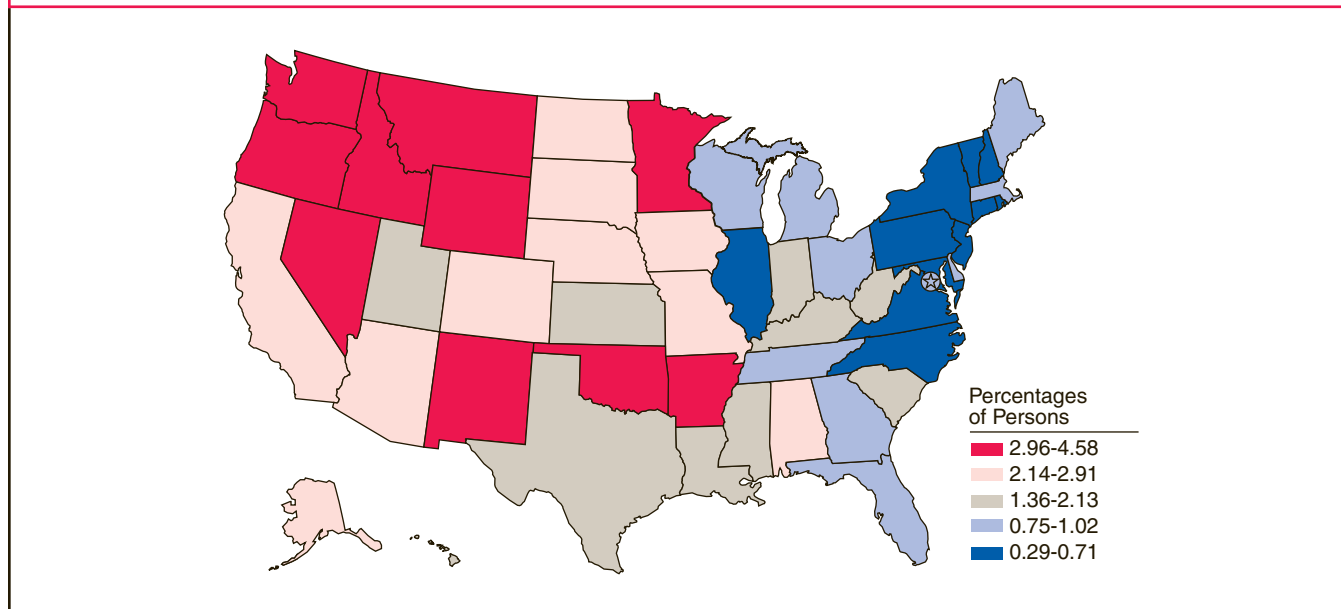 Percentages
of Persons
2.96-4.58
2.14-2.91
1.36-2.13
0.75-1.02
0.29-0.71